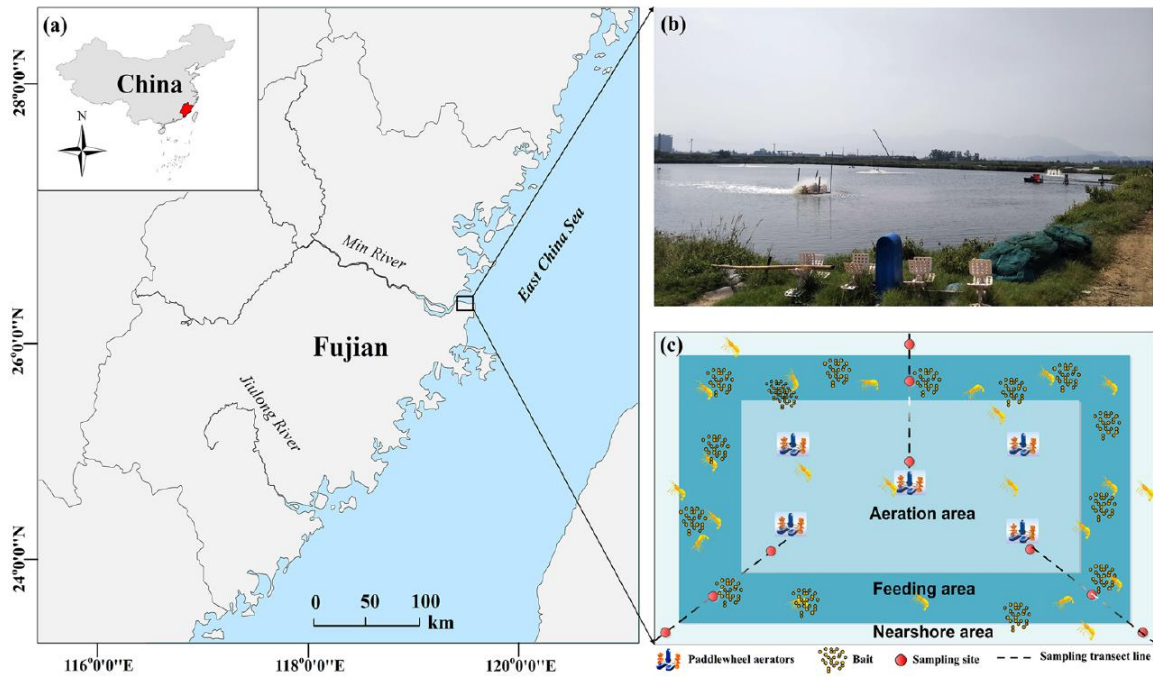 (a)
China
N
28°0'0"N
26°0'0"N
24°0'0"N
Min River
East China Sea
Fujian
Jiulong River
0 50 100
km
116°0'0"E 118°0'0"E 120°0'0"E
(b)
(c)
Aeration area
Feeding area
Nearshore area
Paddlewheel aerators Bait Sampling site Sampling transect line